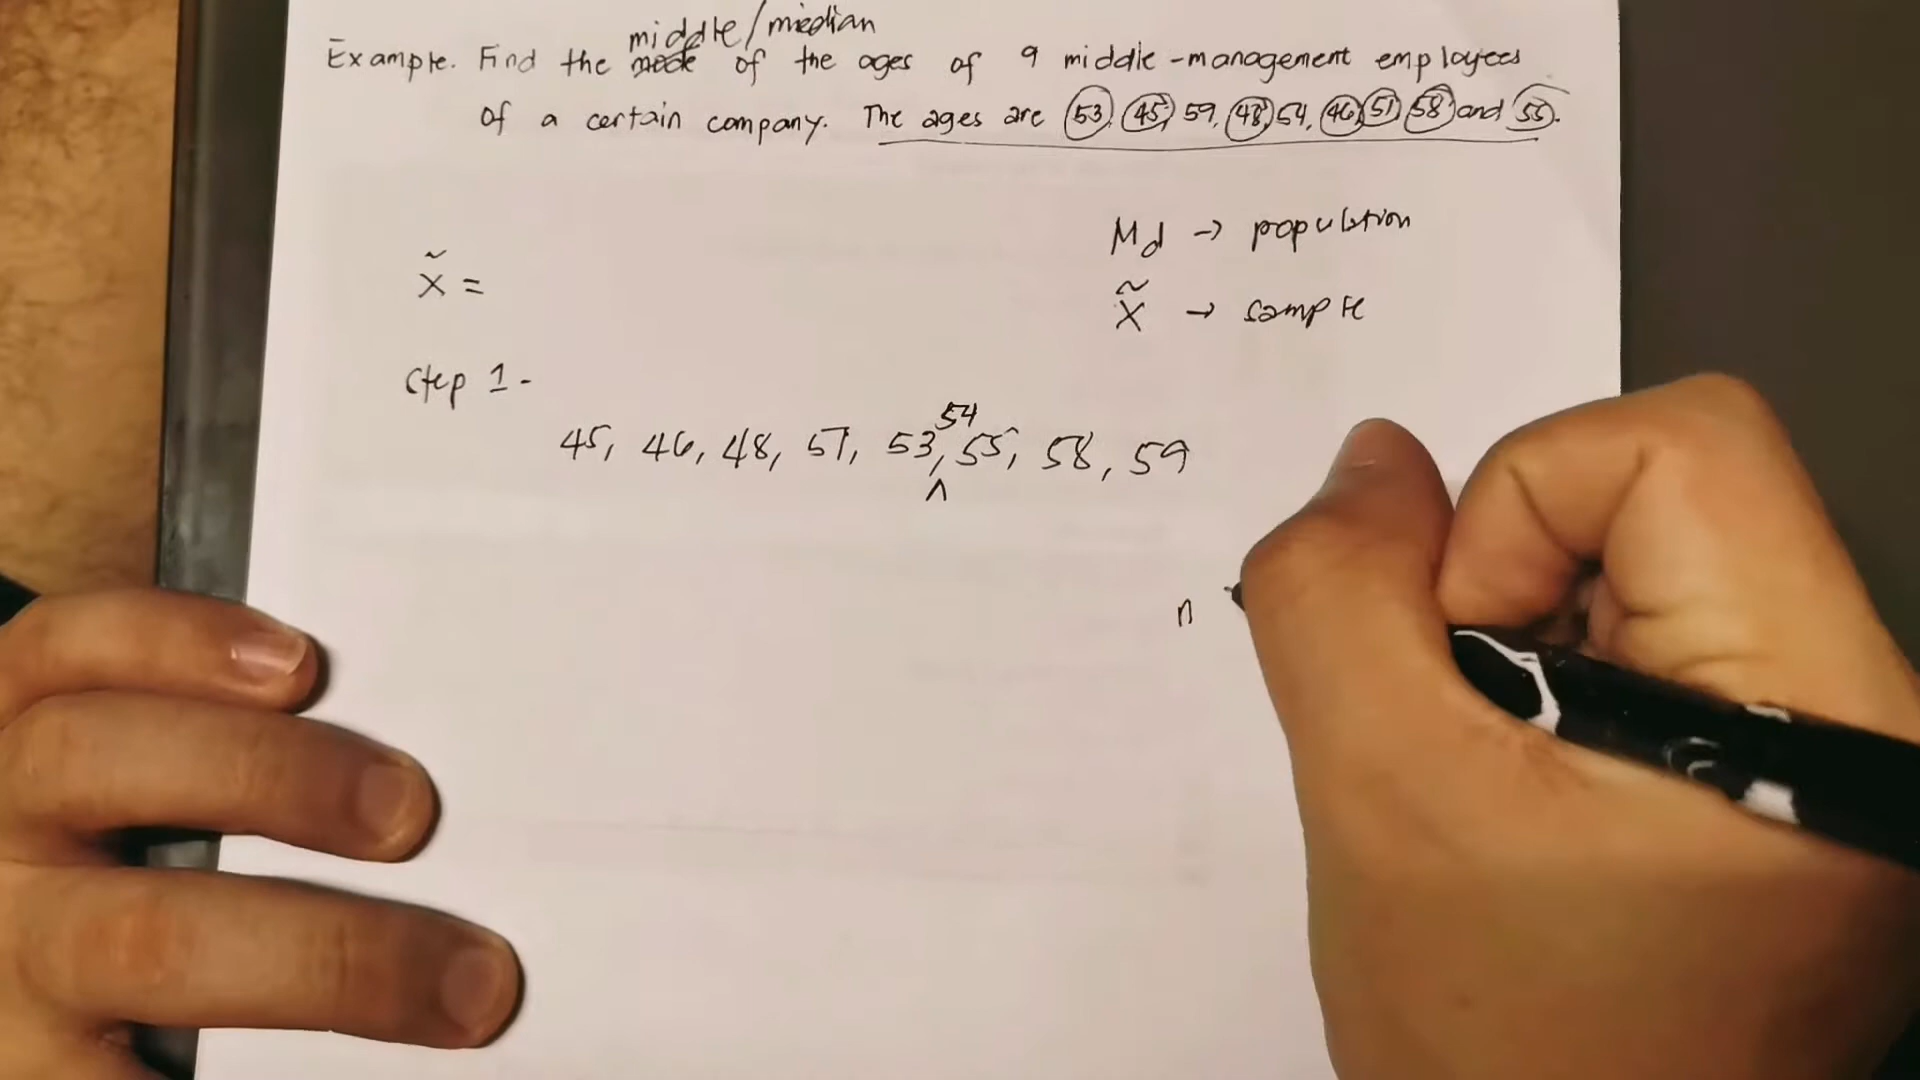 middle/median
Example. Find the mode of the ages of 9 middle-management employees
of a certain company. The ages are 53, 45, 59, 48, 54, 46, 51, 58 and 55.
Md → population
x̃ =
x̃ → sample
Step 1-
54
45, 46, 48, 51, 53, 55, 58, 59
^
n